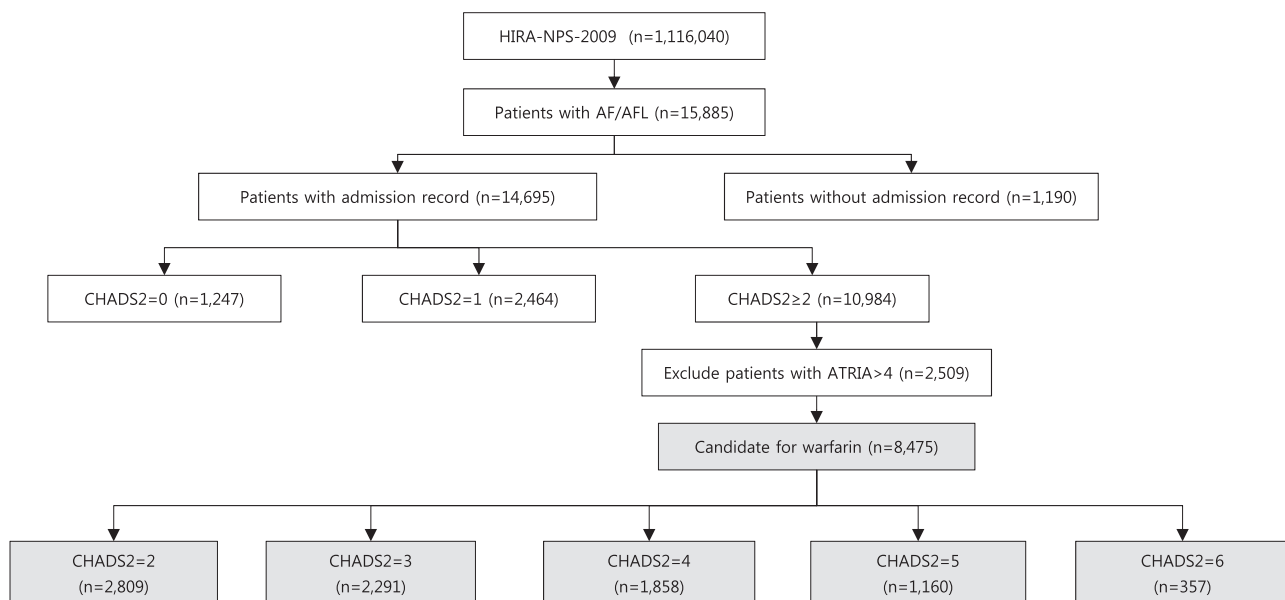 HIRA-NPS-2009 (n=1,116,040)
Patients with AF/AFL (n=15,885)
Patients with admission record (n=14,695)
Patients without admission record (n=1,190)
CHADS2=0 (n=1,247)
CHADS2=1 (n=2,464)
CHADS2≥2 (n=10,984)
Exclude patients with ATRIA>4 (n=2,509)
Candidate for warfarin (n=8,475)
CHADS2=2
(n=2,809)
CHADS2=3
(n=2,291)
CHADS2=4
(n=1,858)
CHADS2=5
(n=1,160)
CHADS2=6
(n=357)